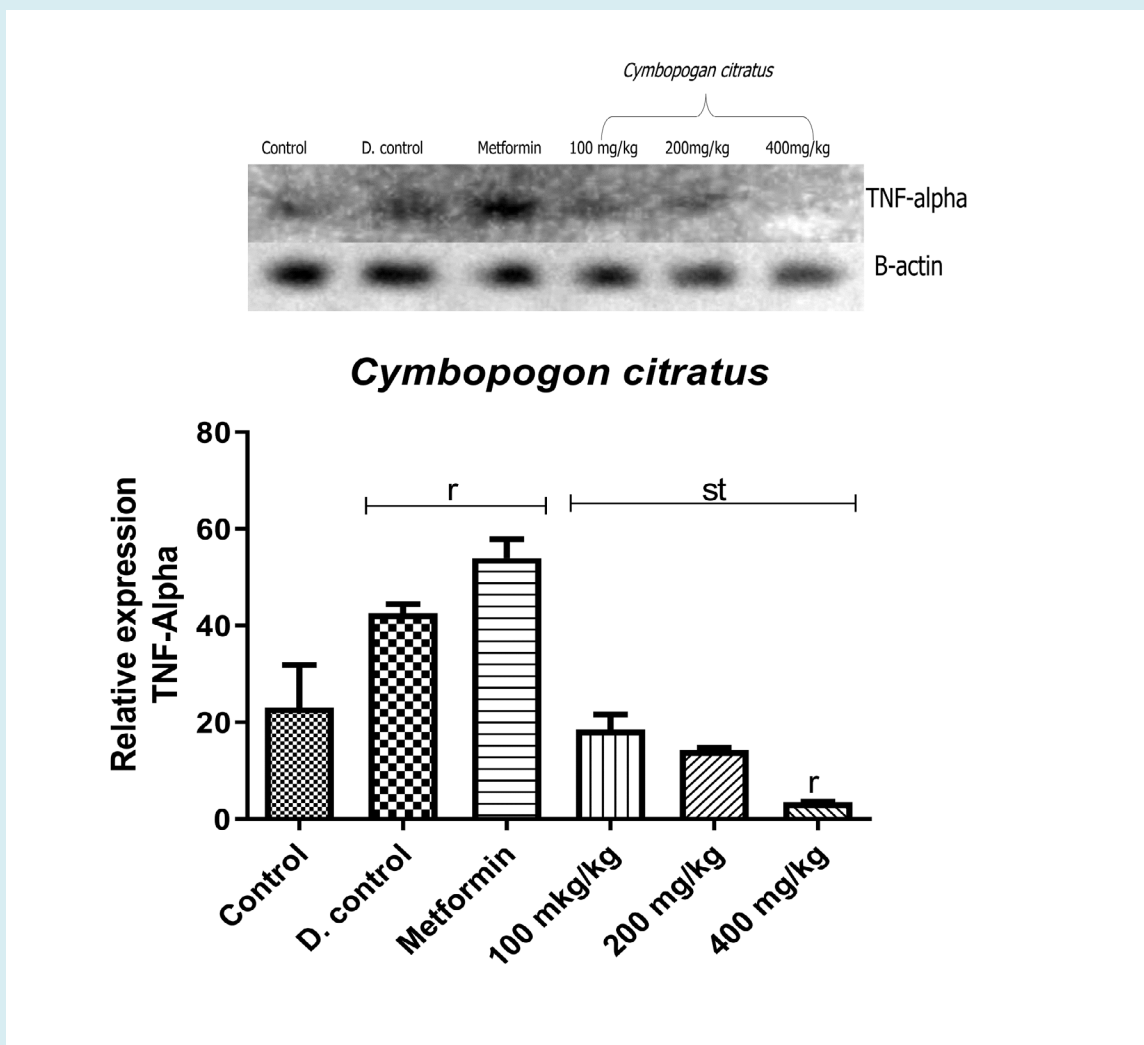 Cymbopogan citratus
Control D. control Metformin 100 mg/kg 200mg/kg 400mg/kg
TNF-alpha
B-actin
Cymbopogon citratus
Relative expression
TNF-Alpha
80
60
40
20
0
r
st
r
Control
D. control
Metformin
100 mkg/kg
200 mg/kg
400 mg/kg